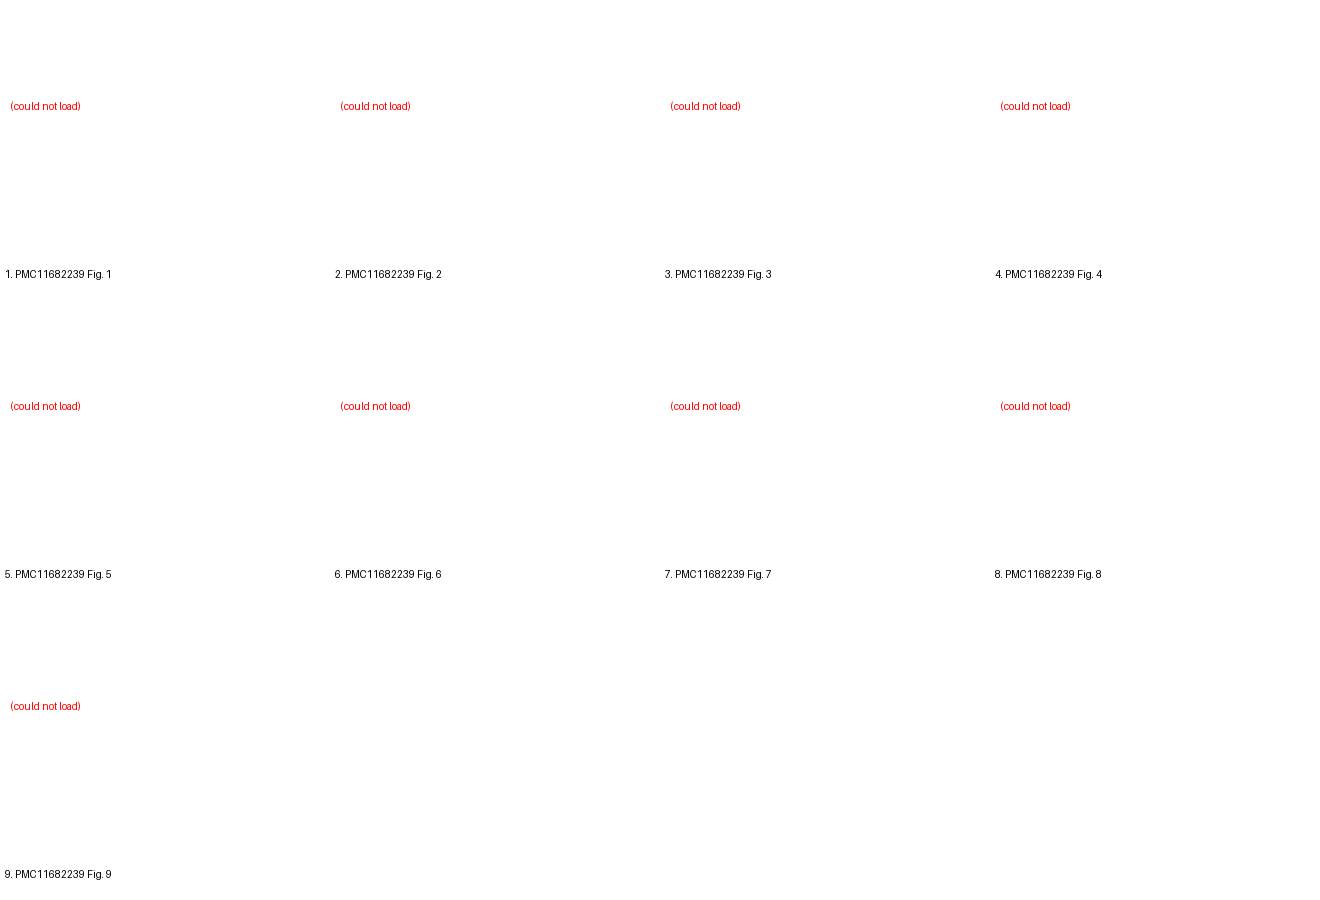 (could not load) (could not load) (could not load) (could not load)
1. PMC11682239 Fig. 1 2. PMC11682239 Fig. 2 3. PMC11682239 Fig. 3 4. PMC11682239 Fig. 4
(could not load) (could not load) (could not load) (could not load)
5. PMC11682239 Fig. 5 6. PMC11682239 Fig. 6 7. PMC11682239 Fig. 7 8. PMC11682239 Fig. 8
(could not load)
9. PMC11682239 Fig. 9